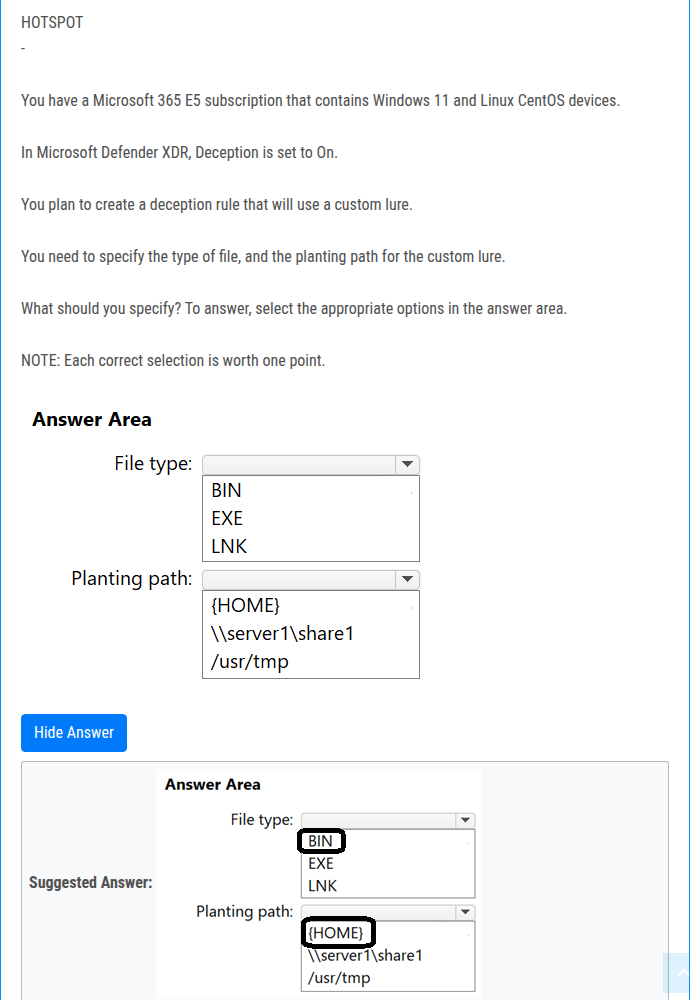 HOTSPOT
-
You have a Microsoft 365 E5 subscription that contains Windows 11 and Linux CentOS devices.
In Microsoft Defender XDR, Deception is set to On.
You plan to create a deception rule that will use a custom lure.
You need to specify the type of file, and the planting path for the custom lure.
What should you specify? To answer, select the appropriate options in the answer area.
NOTE: Each correct selection is worth one point.
Answer Area
File type:
BIN
EXE
LNK
Planting path:
{HOME}
\\server1\share1
/usr/tmp
Hide Answer
Suggested Answer:
Answer Area
File type:
BIN
EXE
LNK
Planting path:
{HOME}
\\server1\share1
/usr/tmp